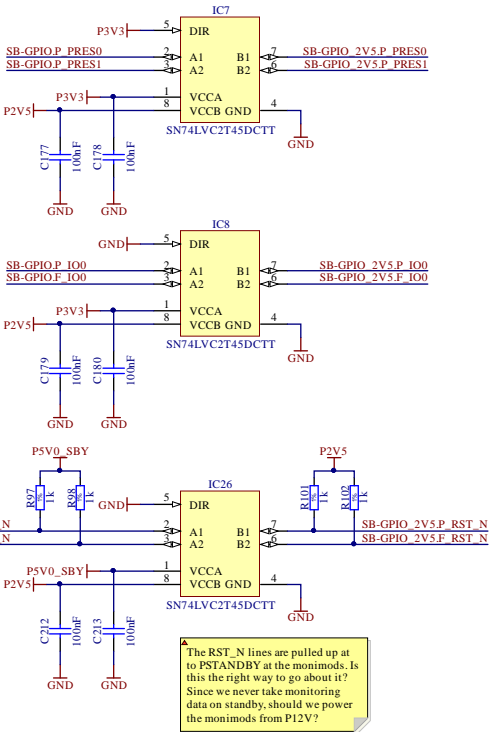 IC7
P3V3 5 DIR
SB-GPIO.P_PRES0 2 A1 B1 7 SB-GPIO_2V5.P_PRES0
SB-GPIO.P_PRES1 3 A2 B2 6 SB-GPIO_2V5.P_PRES1
P3V3 1 VCCA
P2V5 8 VCCB GND 4
SN74LVC2T45DCTT
C177 100nF C178 100nF
GND
GND GND
IC8
GND 5 DIR
SB-GPIO.P_IO0 2 A1 B1 7 SB-GPIO_2V5.P_IO0
SB-GPIO.F_IO0 3 A2 B2 6 SB-GPIO_2V5.F_IO0
P3V3 1 VCCA
P2V5 8 VCCB GND 4
SN74LVC2T45DCTT
C179 100nF C180 100nF
GND
GND GND
P5V0_SBY P2V5
IC26
R97 1k R98 1k R101 1k R102 1k
GND 5 DIR
_N 2 A1 B1 7 SB-GPIO_2V5.P_RST_N
N 3 A2 B2 6 SB-GPIO_2V5.F_RST_N
P5V0_SBY 1 VCCA
P2V5 8 VCCB GND 4
SN74LVC2T45DCTT
C212 100nF C213 100nF
GND
GND GND
The RST_N lines are pulled up at
to PSTANDBY at the monimods. Is
this the right way to go about it?
Since we never take monitoring
data on standby, should we power
the monimods from P12V?